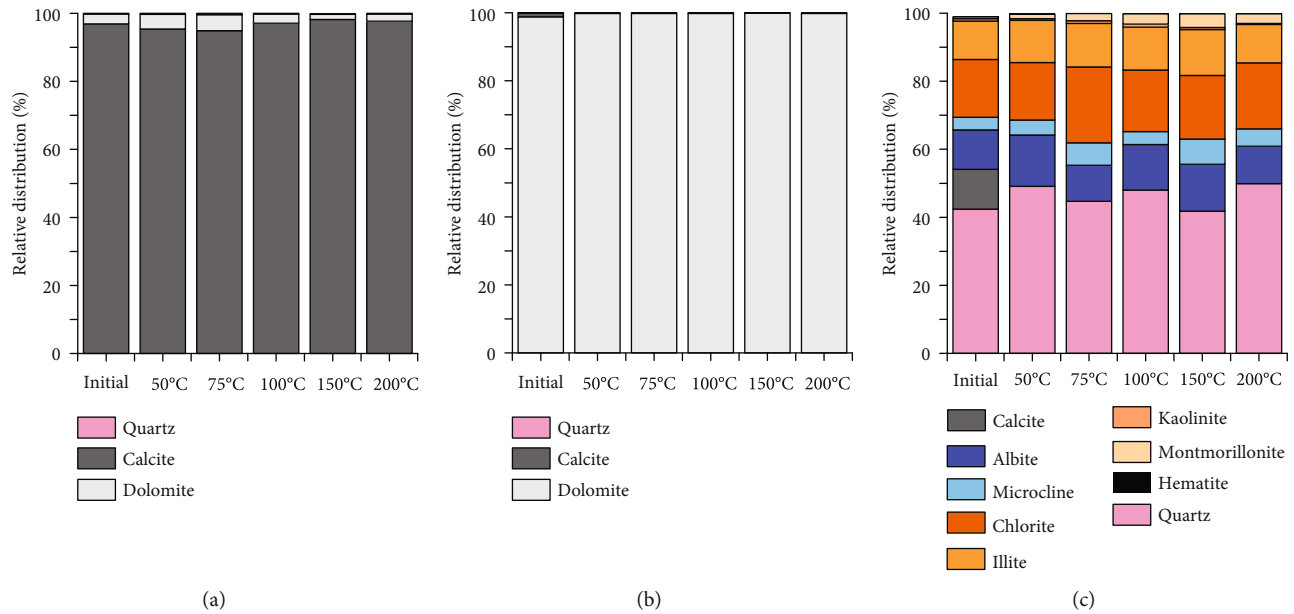 Relative distribution (%)
100
80
60
40
20
0
Initial 50°C 75°C 100°C 150°C 200°C
Quartz
Calcite
Dolomite
(a)
Relative distribution (%)
100
80
60
40
20
0
Initial 50°C 75°C 100°C 150°C 200°C
Quartz
Calcite
Dolomite
(b)
Relative distribution (%)
100
80
60
40
20
0
Initial 50°C 75°C 100°C 150°C 200°C
Calcite
Albite
Microcline
Chlorite
Illite
Kaolinite
Montmorillonite
Hematite
Quartz
(c)